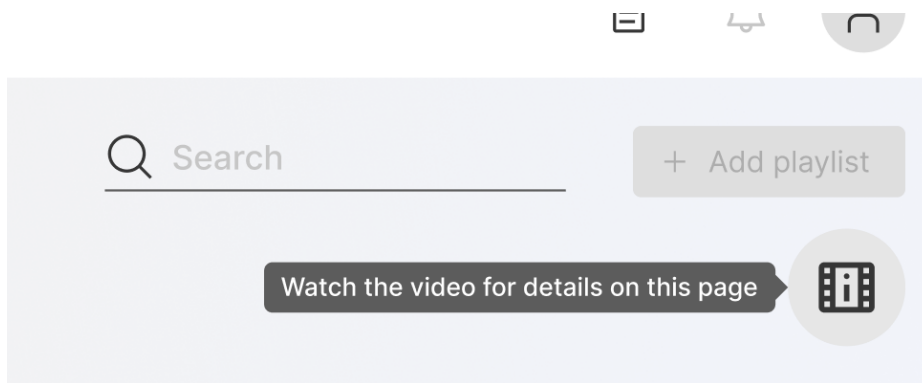 Search
+ Add playlist
Watch the video for details on this page